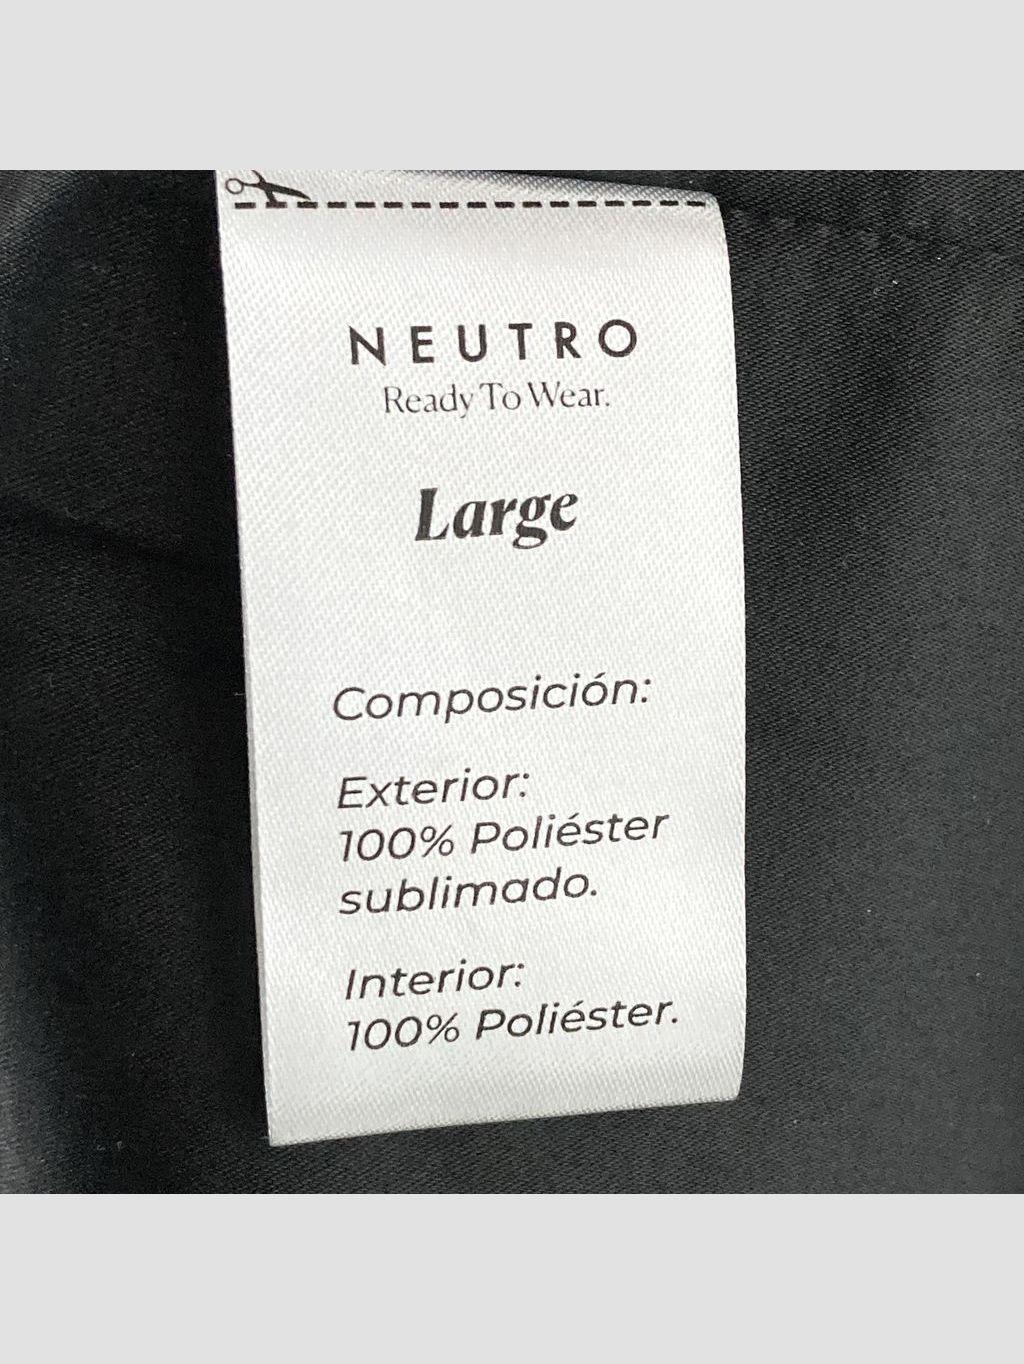 NEUTRO
Ready To Wear.
Large
Composición:
Exterior:
100% Poliéster
sublimado.
Interior:
100% Poliéster.